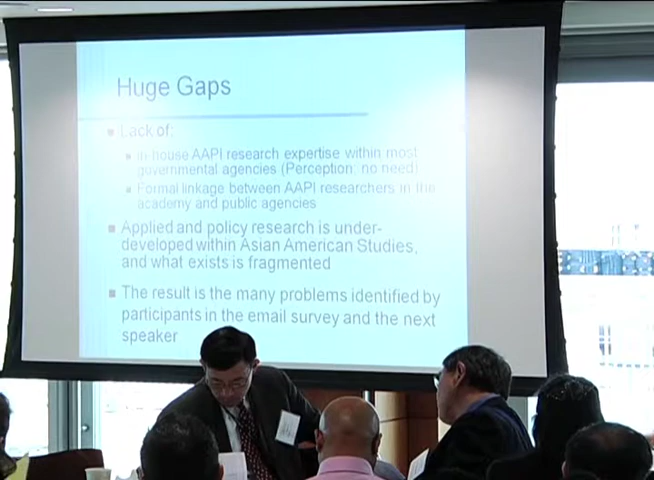 Huge Gaps
Lack of:
In-house AAPI research expertise within most
governmental agencies (Perception: no need)
Formal linkage between AAPI researchers in the
academy and public agencies
Applied and policy research is under-
developed within Asian American Studies,
and what exists is fragmented
The result is the many problems identified by
participants in the email survey and the next
speaker